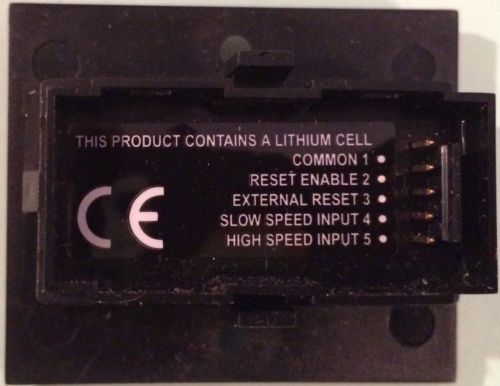 THIS PRODUCT CONTAINS A LITHIUM CELL
COMMON 1
RESET ENABLE 2
EXTERNAL RESET 3
SLOW SPEED INPUT 4
HIGH SPEED INPUT 5
CE